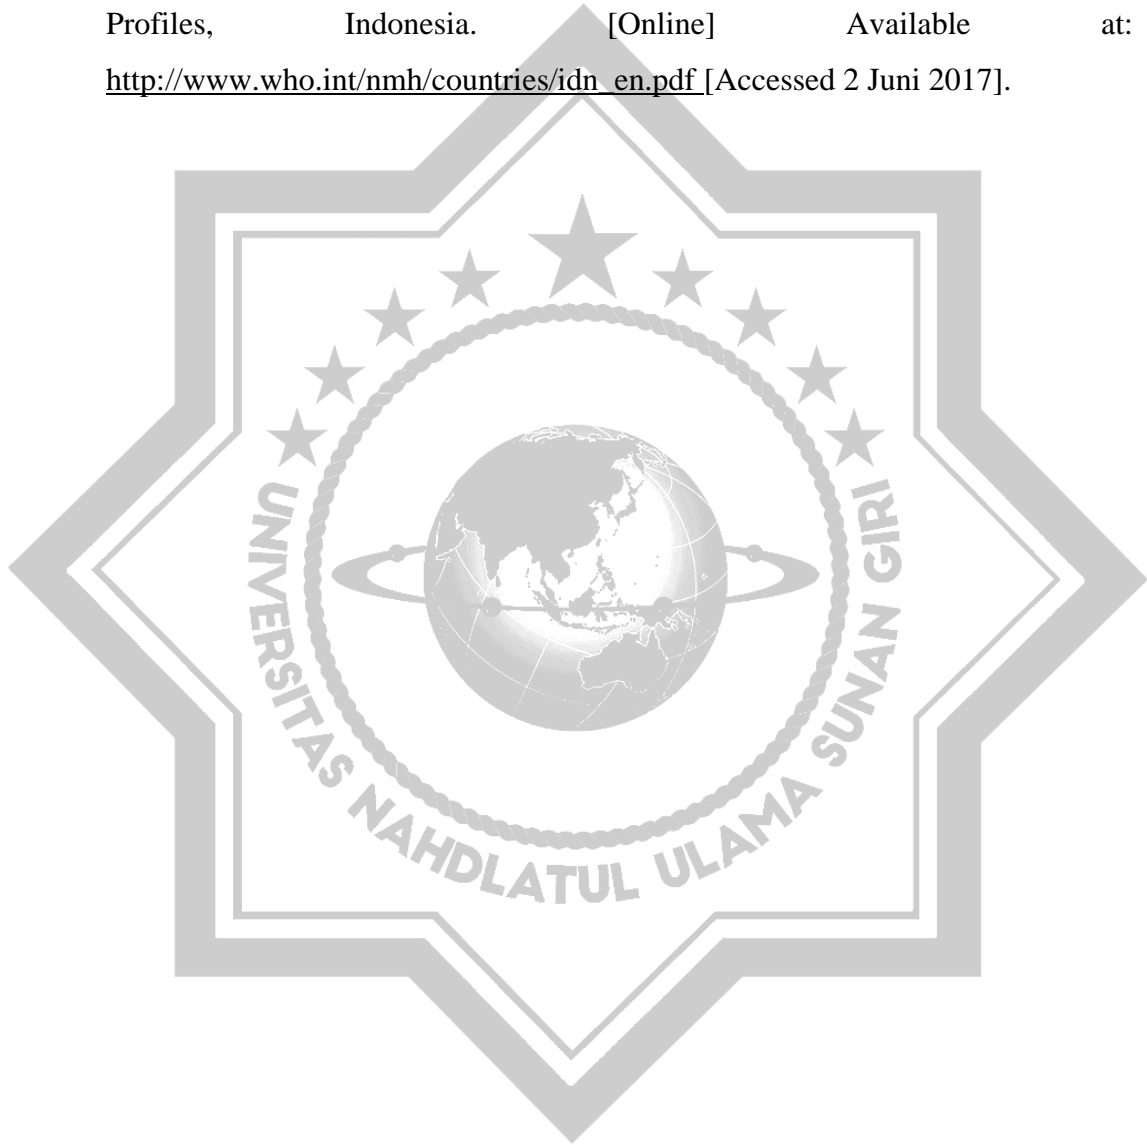 Profiles, Indonesia. [Online] Available at:
http://www.who.int/nmh/countries/idn_en.pdf [Accessed 2 Juni 2017].
UNIVERSITAS NAHDLATUL ULAMA SUNAN GIRI